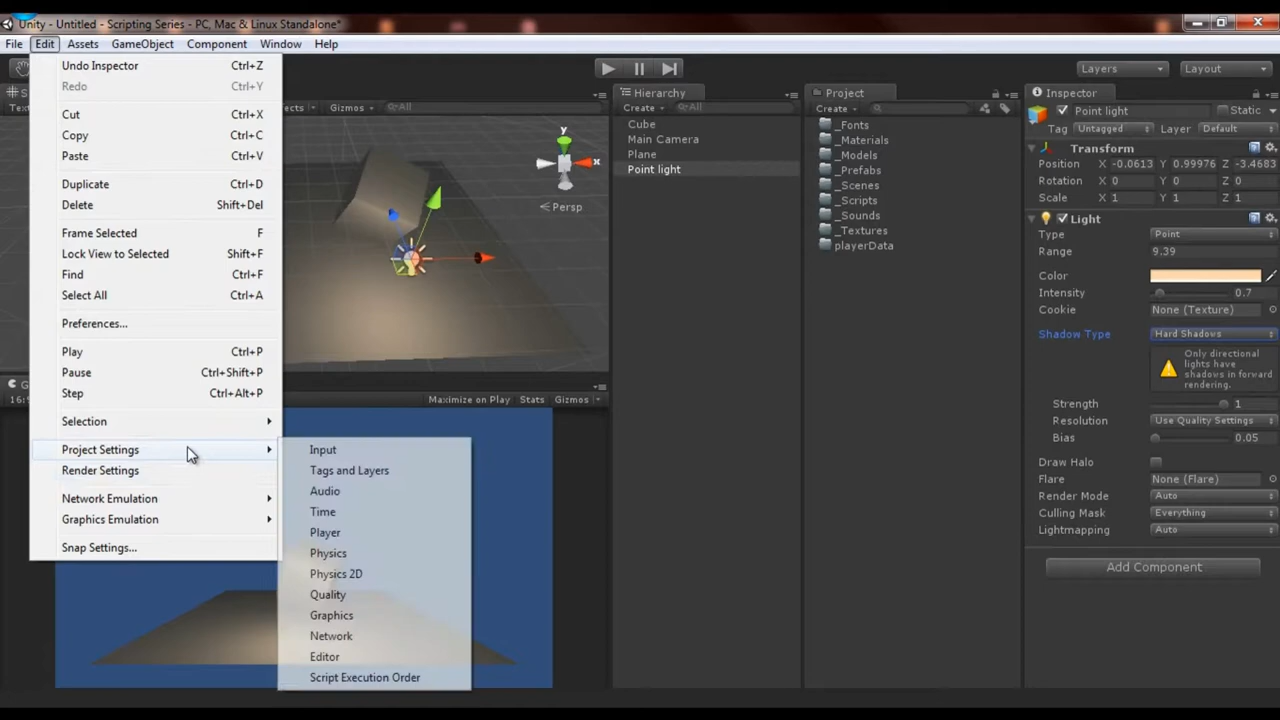 Unity - Untitled - Scripting Series - PC, Mac & Linux Standalone*
File Edit Assets GameObject Component Window Help
Undo Inspector Ctrl+Z
Redo Ctrl+Y
Cut Ctrl+X
Copy Ctrl+C
Paste Ctrl+V
Duplicate Ctrl+D
Delete Shift+Del
Frame Selected F
Lock View to Selected Shift+F
Find Ctrl+F
Select All Ctrl+A
Preferences...
Play Ctrl+P
Pause Ctrl+Shift+P
Step Ctrl+Alt+P
Selection
Project Settings
Render Settings
Network Emulation
Graphics Emulation
Snap Settings...
Input
Tags and Layers
Audio
Time
Player
Physics
Physics 2D
Quality
Graphics
Network
Editor
Script Execution Order
Gizmos All
y
x
Persp
Maximize on Play Stats Gizmos
Layers Layout
Hierarchy
Create All
Cube
Main Camera
Plane
Point light
Project
Create
_Fonts
_Materials
_Models
_Prefabs
_Scenes
_Scripts
_Sounds
_Textures
playerData
Inspector
Point light Static
Tag Untagged Layer Default
Transform
Position X -0.0613 Y 0.99976 Z -3.4683
Rotation X 0 Y 0 Z 0
Scale X 1 Y 1 Z 1
Light
Type Point
Range 9.39
Color
Intensity 0.7
Cookie None (Texture)
Shadow Type Hard Shadows
Only directional
lights have
shadows in forward
rendering.
Strength 1
Resolution Use Quality Settings
Bias 0.05
Draw Halo
Flare None (Flare)
Render Mode Auto
Culling Mask Everything
Lightmapping Auto
Add Component